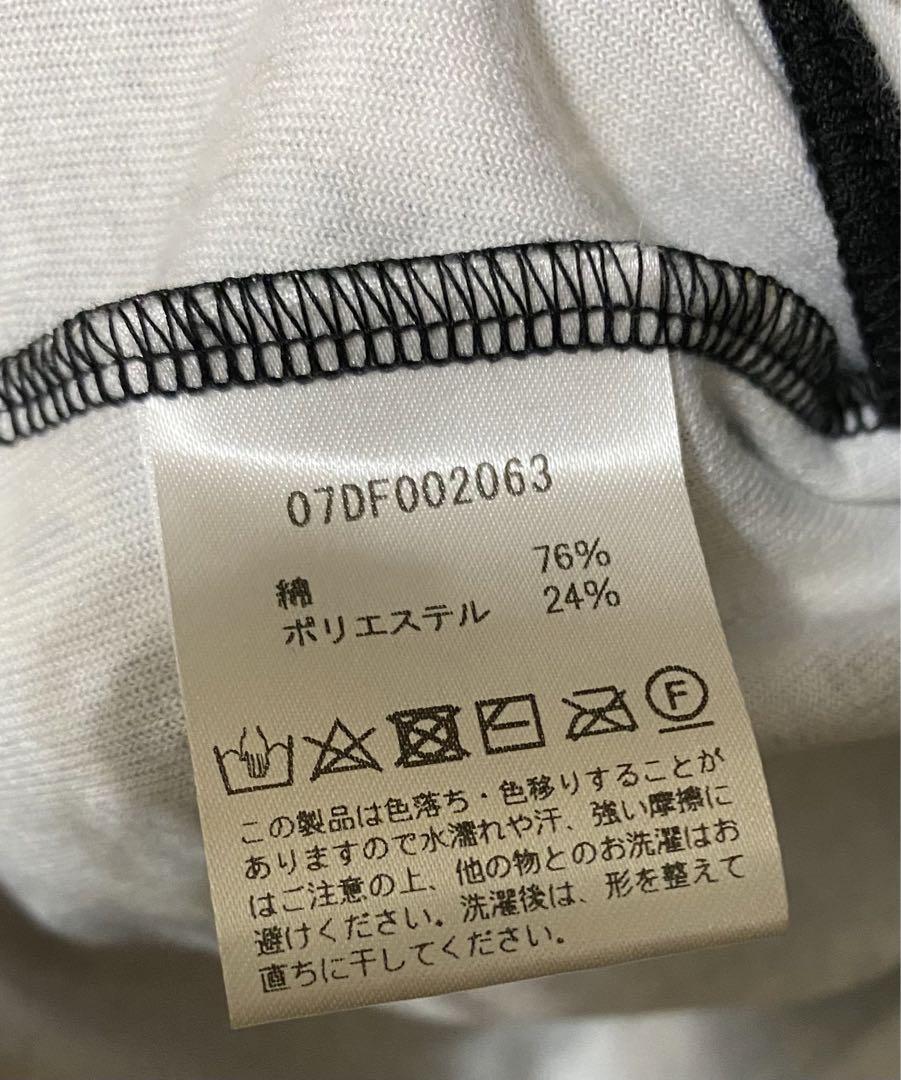 07DF002063
綿 76%
ポリエステル 24%
F
この製品は色落ち・色移りすることが
ありますので水濡れや汗、強い摩擦に
はご注意の上、他の物とのお洗濯はお
避けください。洗濯後は、形を整えて
直ちに干してください。